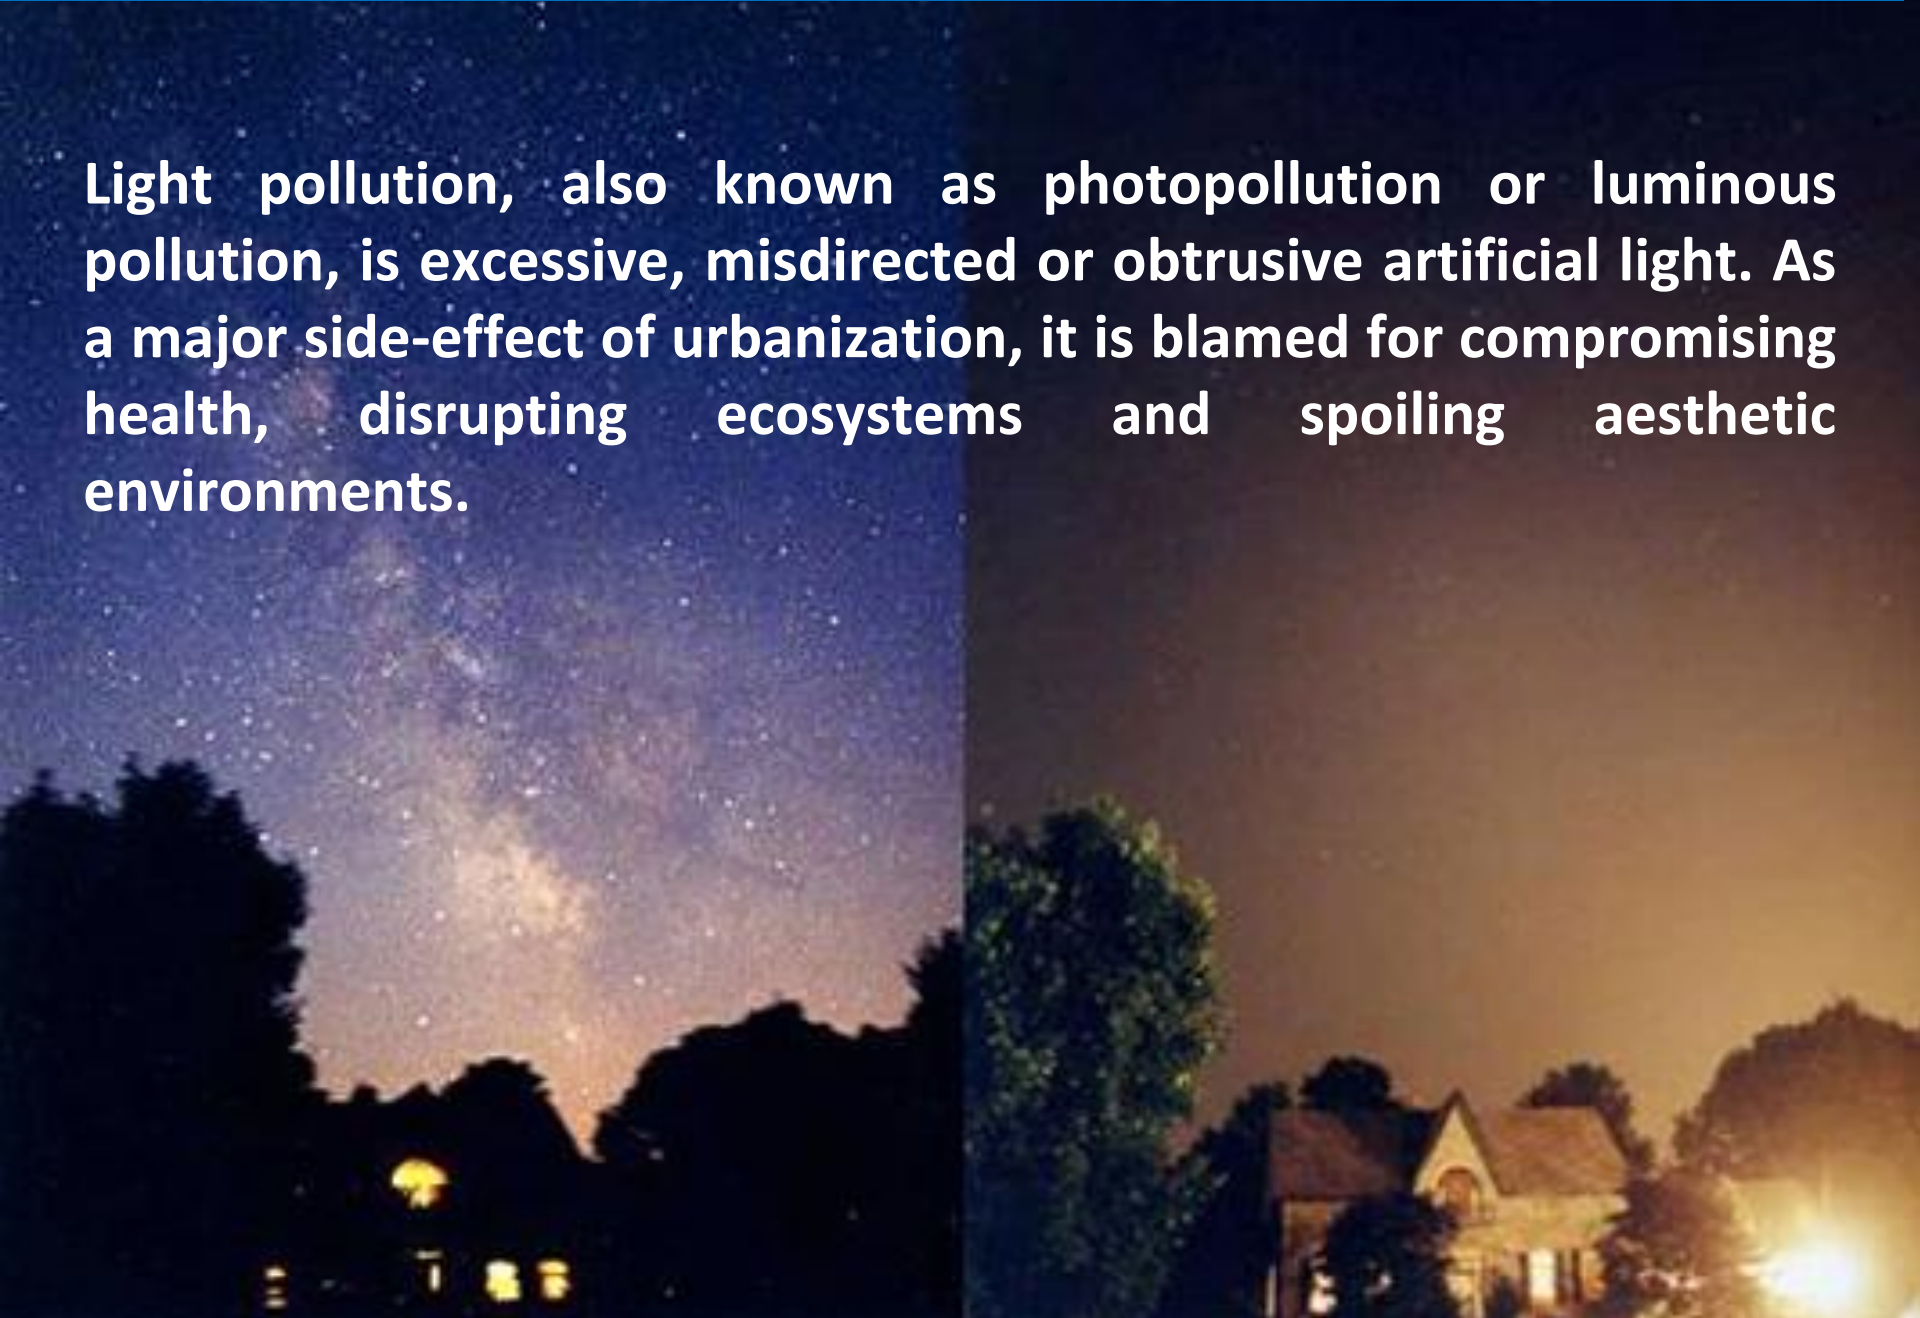 Light pollution, also known as photopollution or luminous
pollution, is excessive, misdirected or obtrusive artificial light. As
a major side-effect of urbanization, it is blamed for compromising
health, disrupting ecosystems and spoiling aesthetic
environments.